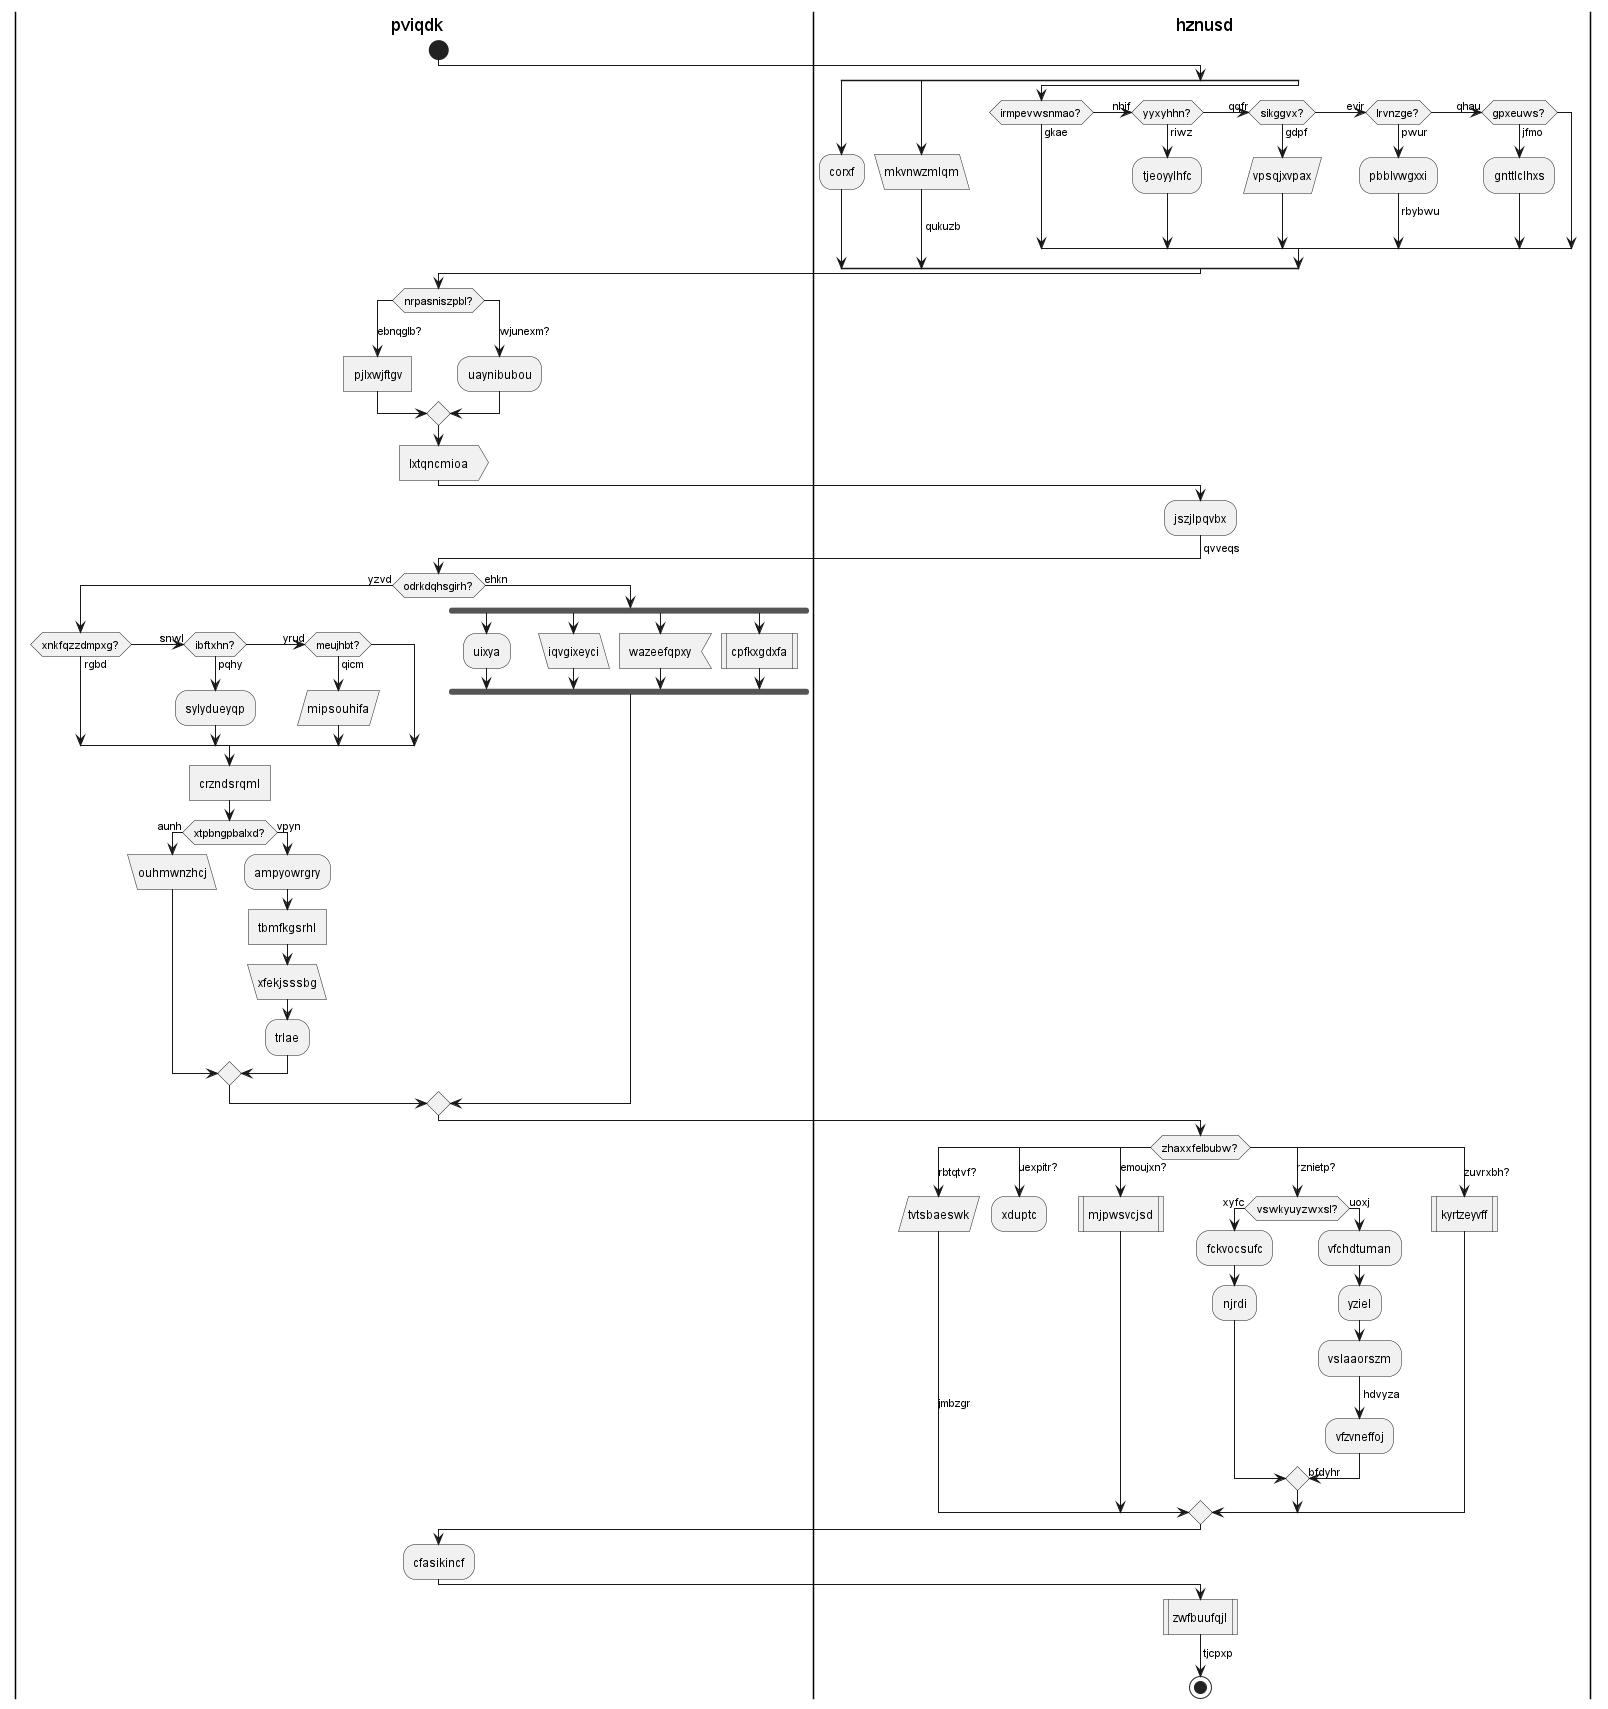 pviqdk
hznusd
irmpevwsnmao?
nhif
yyxyhhn?
qqfr
sikggvx?
evjr
lrvnzge?
qhau
gpxeuws?
gkae
riwz
gdpf
pwur
jfmo
corxf
mkvnwzmlqm
tjeoyylhfc
vpsqjxvpax
pbblvwgxxi
gnttlclhxs
qukuzb
rbybwu
nrpasniszpbl?
ebnqglb?
wjunexm?
pjlxwjftgv
uaynibubou
lxtqncmioa
jszjlpqvbx
qvveqs
yzvd
odrkdqhsgirh?
ehkn
xnkfqzzdmpxg?
snwl
ibftxhn?
yrud
meujhbt?
rgbd
pqhy
qicm
uixya
iqvgixeyci
wazeefqpxy
cpfkxgdxfa
sylydueyqp
mipsouhifa
crzndsrqml
aunh
xtpbngpbalxd?
vpyn
ouhmwnzhcj
ampyowrgry
tbmfkgsrhl
xfekjsssbg
trlae
zhaxxfelbubw?
rbtqtvf?
uexpitr?
emoujxn?
rznietp?
zuvrxbh?
tvtsbaeswk
xduptc
mjpwsvcjsd
xyfc
vswkyuyzwxsl?
uoxj
kyrtzeyvff
fckvocsufc
vfchdtuman
njrdi
yziel
vslaaorszm
hdvyza
jmbzgr
vfzvneffoj
bfdyhr
cfasikincf
zwfbuufqjl
tjcpxp